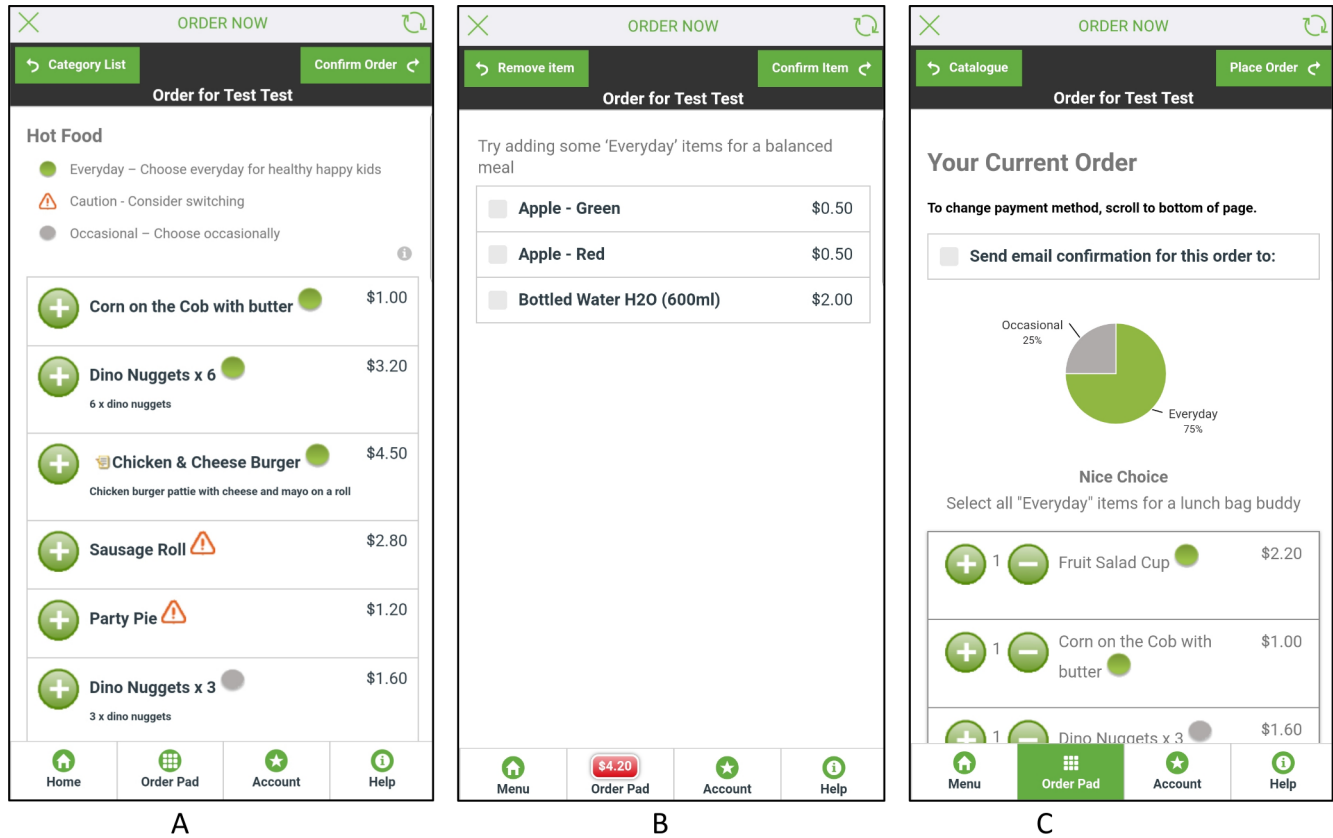 ORDER NOW
Category List
Confirm Order
Order for Test Test
Hot Food
Everyday – Choose everyday for healthy happy kids
Caution - Consider switching
Occasional – Choose occasionally
Corn on the Cob with butter $1.00
Dino Nuggets x 6 $3.20
6 x dino nuggets
Chicken & Cheese Burger $4.50
Chicken burger pattie with cheese and mayo on a roll
Sausage Roll $2.80
Party Pie $1.20
Dino Nuggets x 3 $1.60
3 x dino nuggets
Home Order Pad Account Help
A
ORDER NOW
Remove item
Confirm Item
Order for Test Test
Try adding some ‘Everyday’ items for a balanced
meal
Apple - Green $0.50
Apple - Red $0.50
Bottled Water H2O (600ml) $2.00
$4.20
Menu Order Pad Account Help
B
ORDER NOW
Catalogue
Place Order
Order for Test Test
Your Current Order
To change payment method, scroll to bottom of page.
Send email confirmation for this order to:
Occasional
25%
Everyday
75%
Nice Choice
Select all "Everyday" items for a lunch bag buddy
1 Fruit Salad Cup $2.20
1 Corn on the Cob with $1.00
butter
1 Dino Nuggets x 3 $1.60
Menu Order Pad Account Help
C